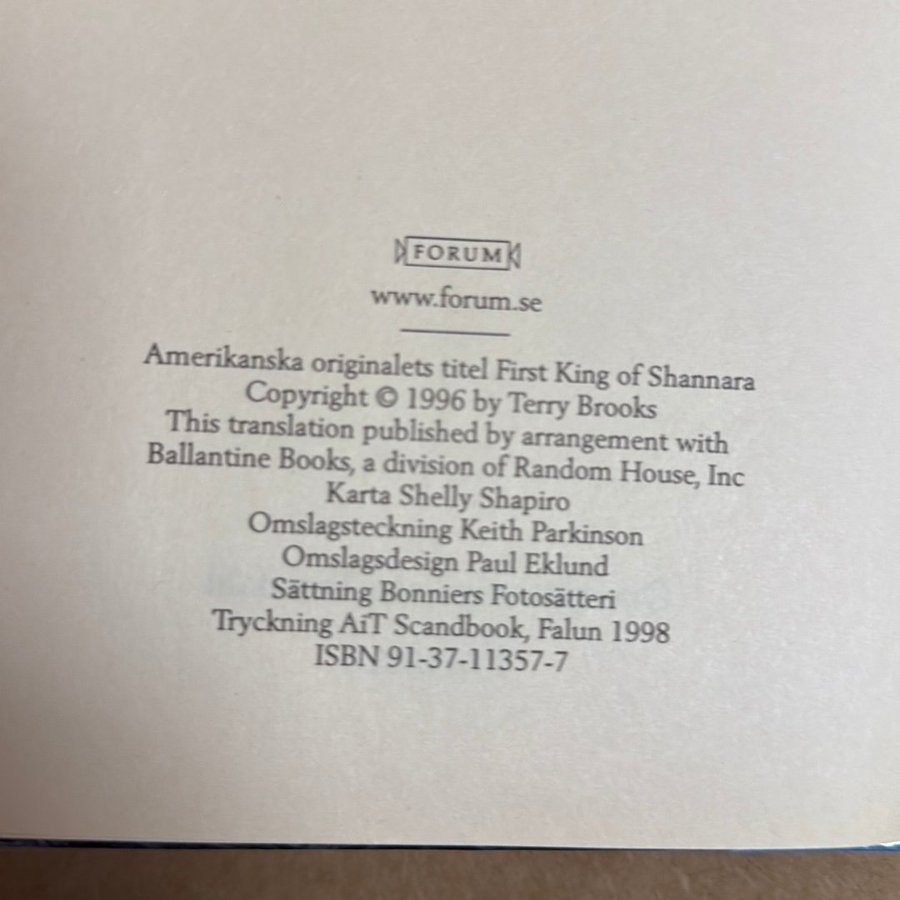 FORUM
www.forum.se
Amerikanska originalets titel First King of Shannara
Copyright © 1996 by Terry Brooks
This translation published by arrangement with
Ballantine Books, a division of Random House, Inc
Karta Shelly Shapiro
Omslagsteckning Keith Parkinson
Omslagsdesign Paul Eklund
Sättning Bonniers Fotosätteri
Tryckning AiT Scandbook, Falun 1998
ISBN 91-37-11357-7